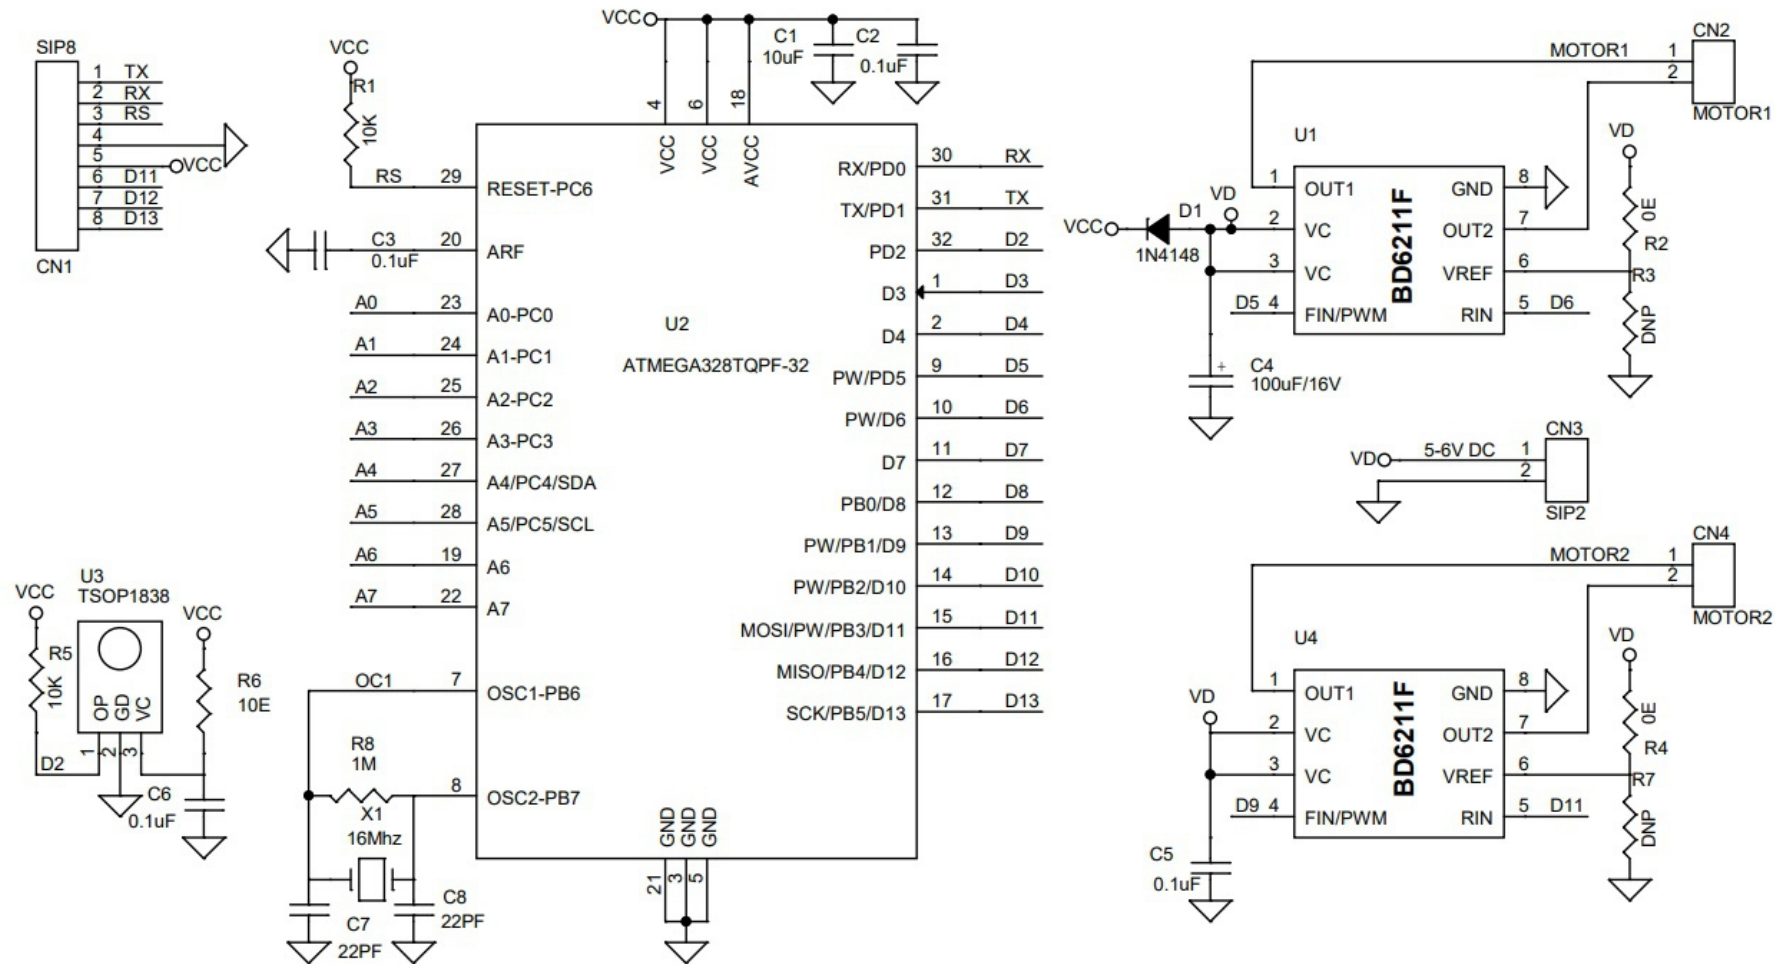 SIP8
1 TX
2 RX
3 RS
4
5 VCC
6 D11
7 D12
8 D13
CN1
VCC
R1
10K
RS 29 RESET-PC6
C3
0.1uF
20 ARF
A0 23 A0-PC0
A1 24 A1-PC1
A2 25 A2-PC2
A3 26 A3-PC3
A4 27 A4/PC4/SDA
A5 28 A5/PC5/SCL
A6 19 A6
A7 22 A7
OC1 7 OSC1-PB6
R8
1M
8 OSC2-PB7
X1
16Mhz
C7
22PF
C8
22PF
VCC
4 6 18
VCC VCC AVCC
C1
10uF
C2
0.1uF
U2
ATMEGA328TQPF-32
RX/PD0 30 RX
TX/PD1 31 TX
PD2 32 D2
D3 1 D3
D4 2 D4
PW/PD5 9 D5
PW/D6 10 D6
D7 11 D7
PB0/D8 12 D8
PW/PB1/D9 13 D9
PW/PB2/D10 14 D10
MOSI/PW/PB3/D11 15 D11
MISO/PB4/D12 16 D12
SCK/PB5/D13 17 D13
GND GND GND
21 3 5
U3
TSOP1838
VCC
R5
10K
OP GD VC
1 2 3
D2
VCC
R6
10E
C6
0.1uF
CN2
MOTOR1 1
2
MOTOR1
U1
BD6211F
1 OUT1
2 VC
3 VC
D5 4 FIN/PWM
GND 8
OUT2 7
VREF 6
RIN 5 D6
VCC
D1
1N4148
VD
C4
+
100uF/16V
VD
0E
R2
R3
DNP
CN3
VD 5-6V DC 1
2
SIP2
CN4
MOTOR2 1
2
MOTOR2
U4
BD6211F
1 OUT1
2 VC
3 VC
D9 4 FIN/PWM
GND 8
OUT2 7
VREF 6
RIN 5 D11
VD
C5
0.1uF
VD
0E
R4
R7
DNP